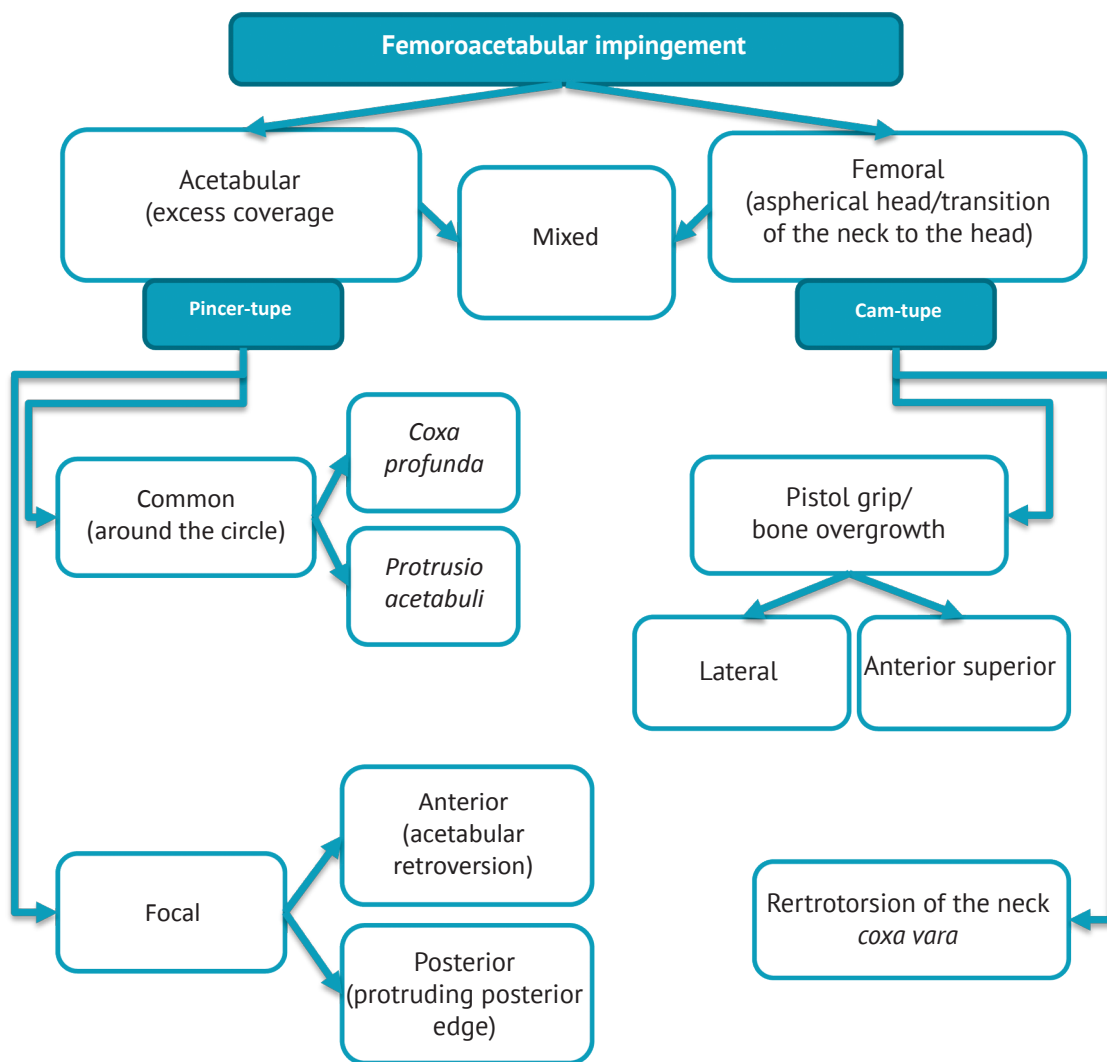 Femoroacetabular impingement
Acetabular
(excess coverage
Mixed
Femoral
(aspherical head/transition
of the neck to the head)
Pincer-tupe
Cam-tupe
Common
(around the circle)
Coxa
profunda
Protrusio
acetabuli
Pistol grip/
bone overgrowth
Lateral
Anterior superior
Focal
Anterior
(acetabular
retroversion)
Posterior
(protruding posterior
edge)
Rertrotorsion of the neck
coxa vara